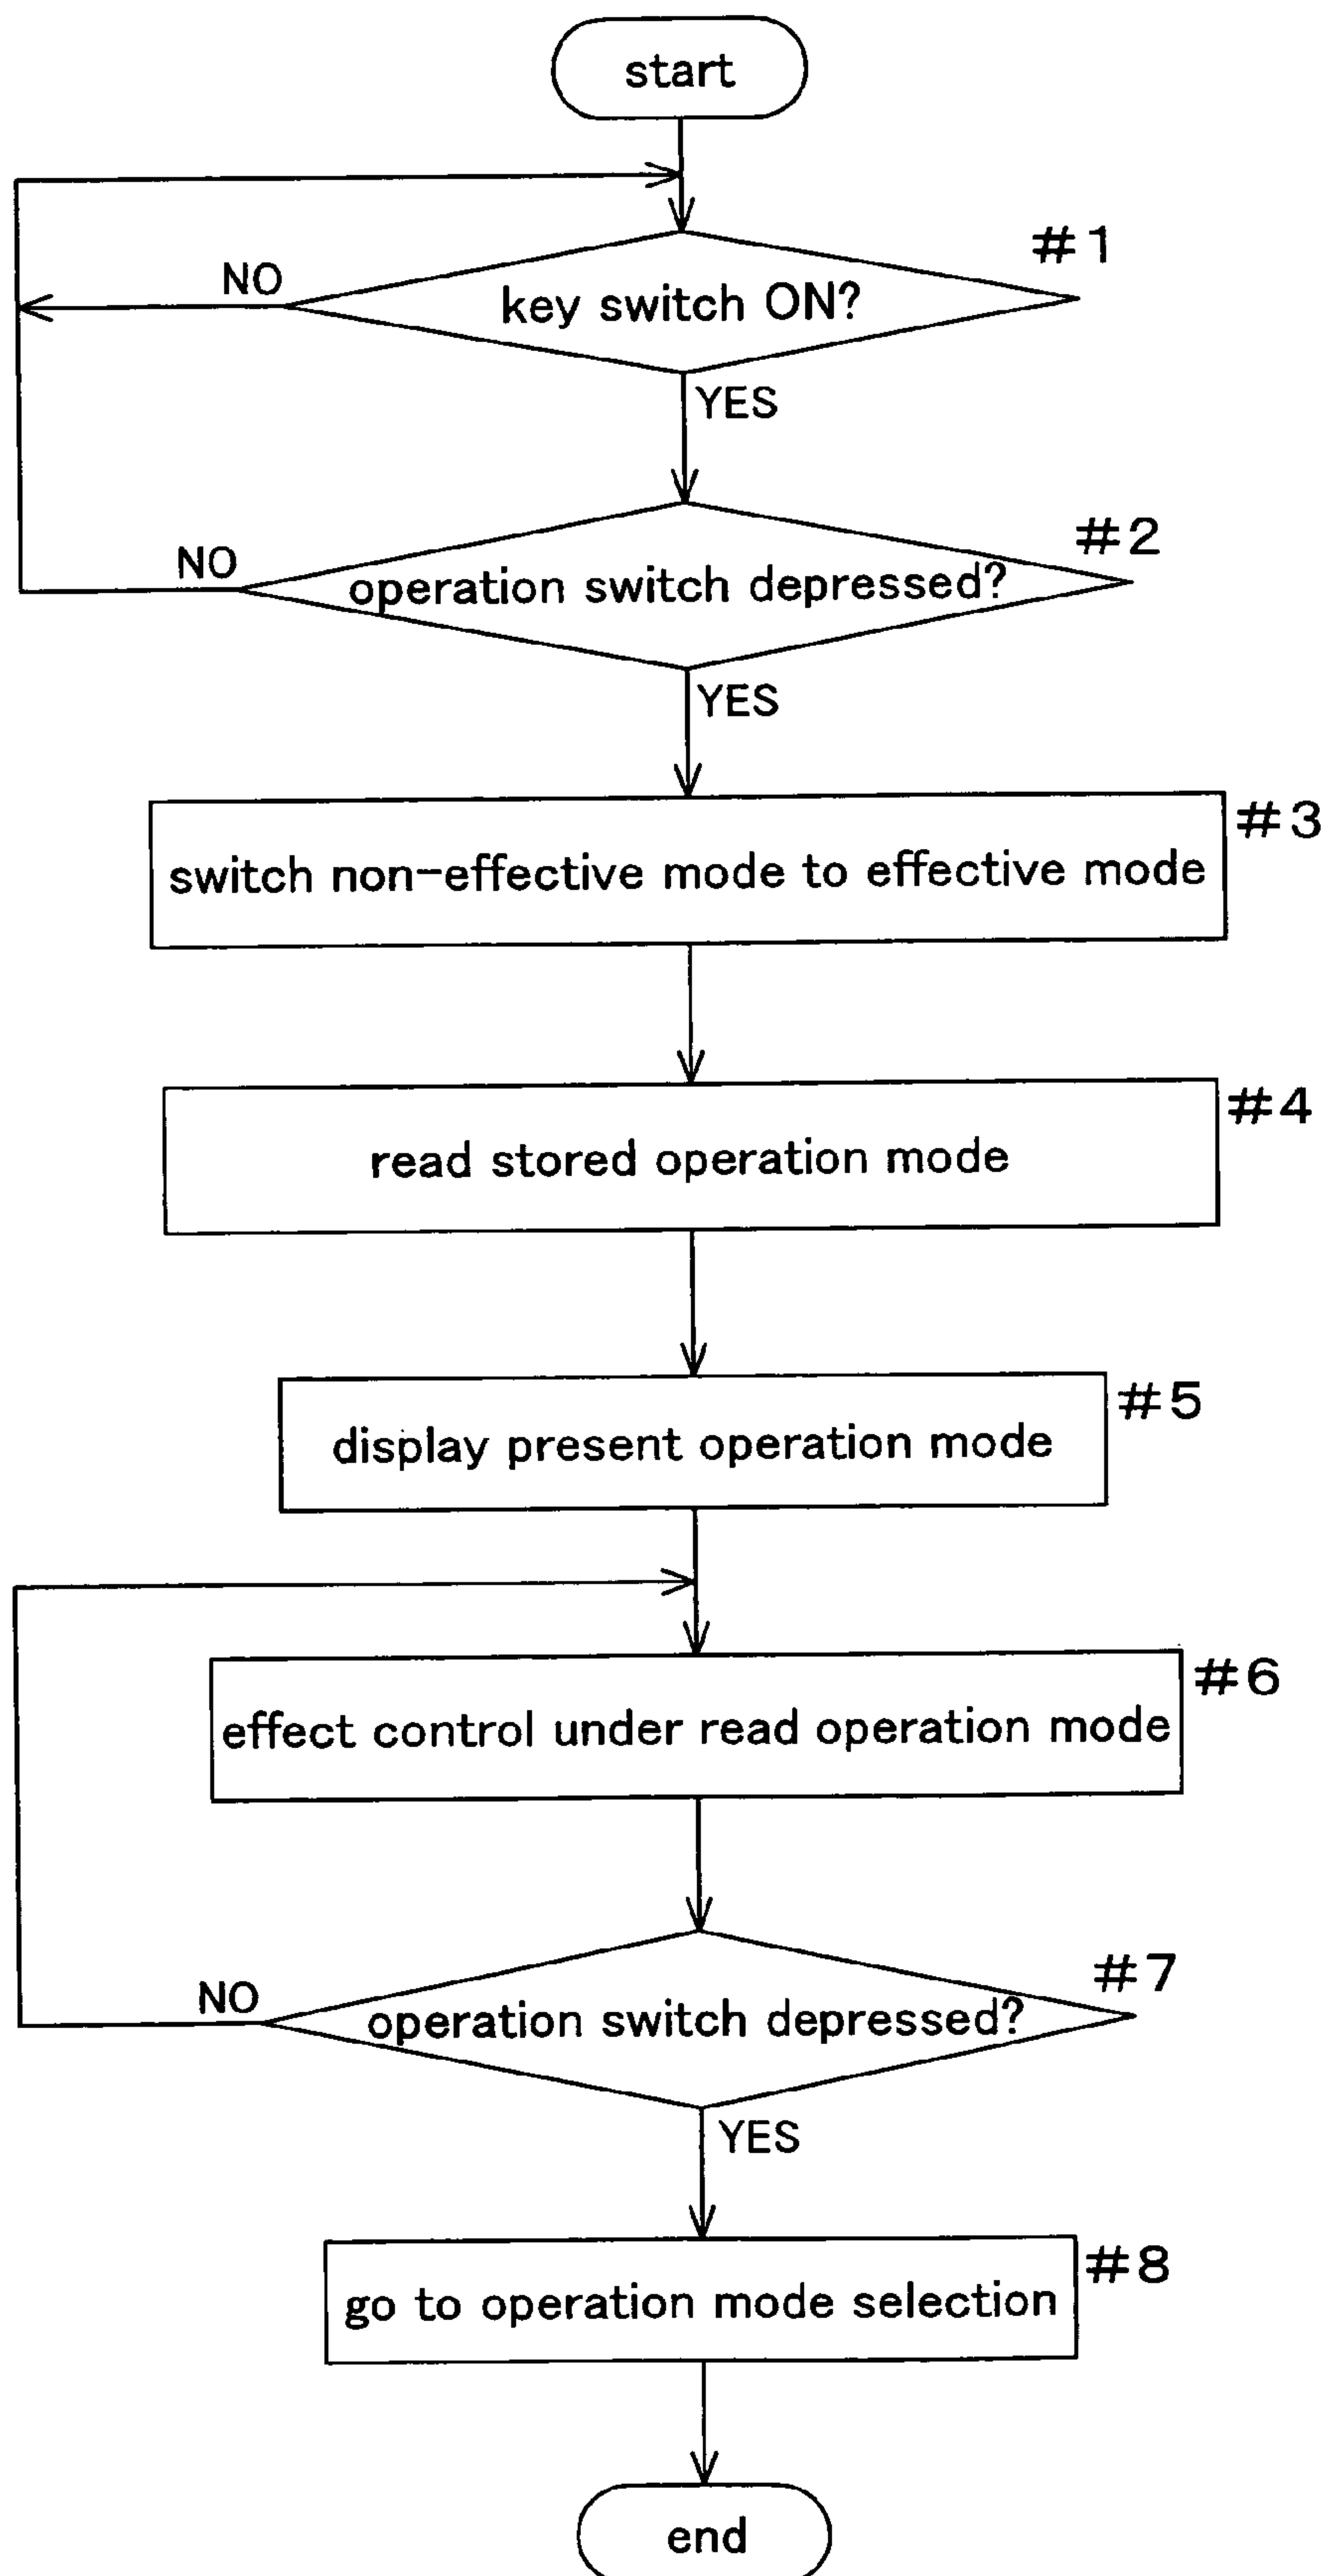 start
#1
NO
key switch ON?
YES
#2
NO
operation switch depressed?
YES
#3
switch non-effective mode to effective mode
#4
read stored operation mode
#5
display present operation mode
#6
effect control under read operation mode
#7
NO
operation switch depressed?
YES
#8
go to operation mode selection
end